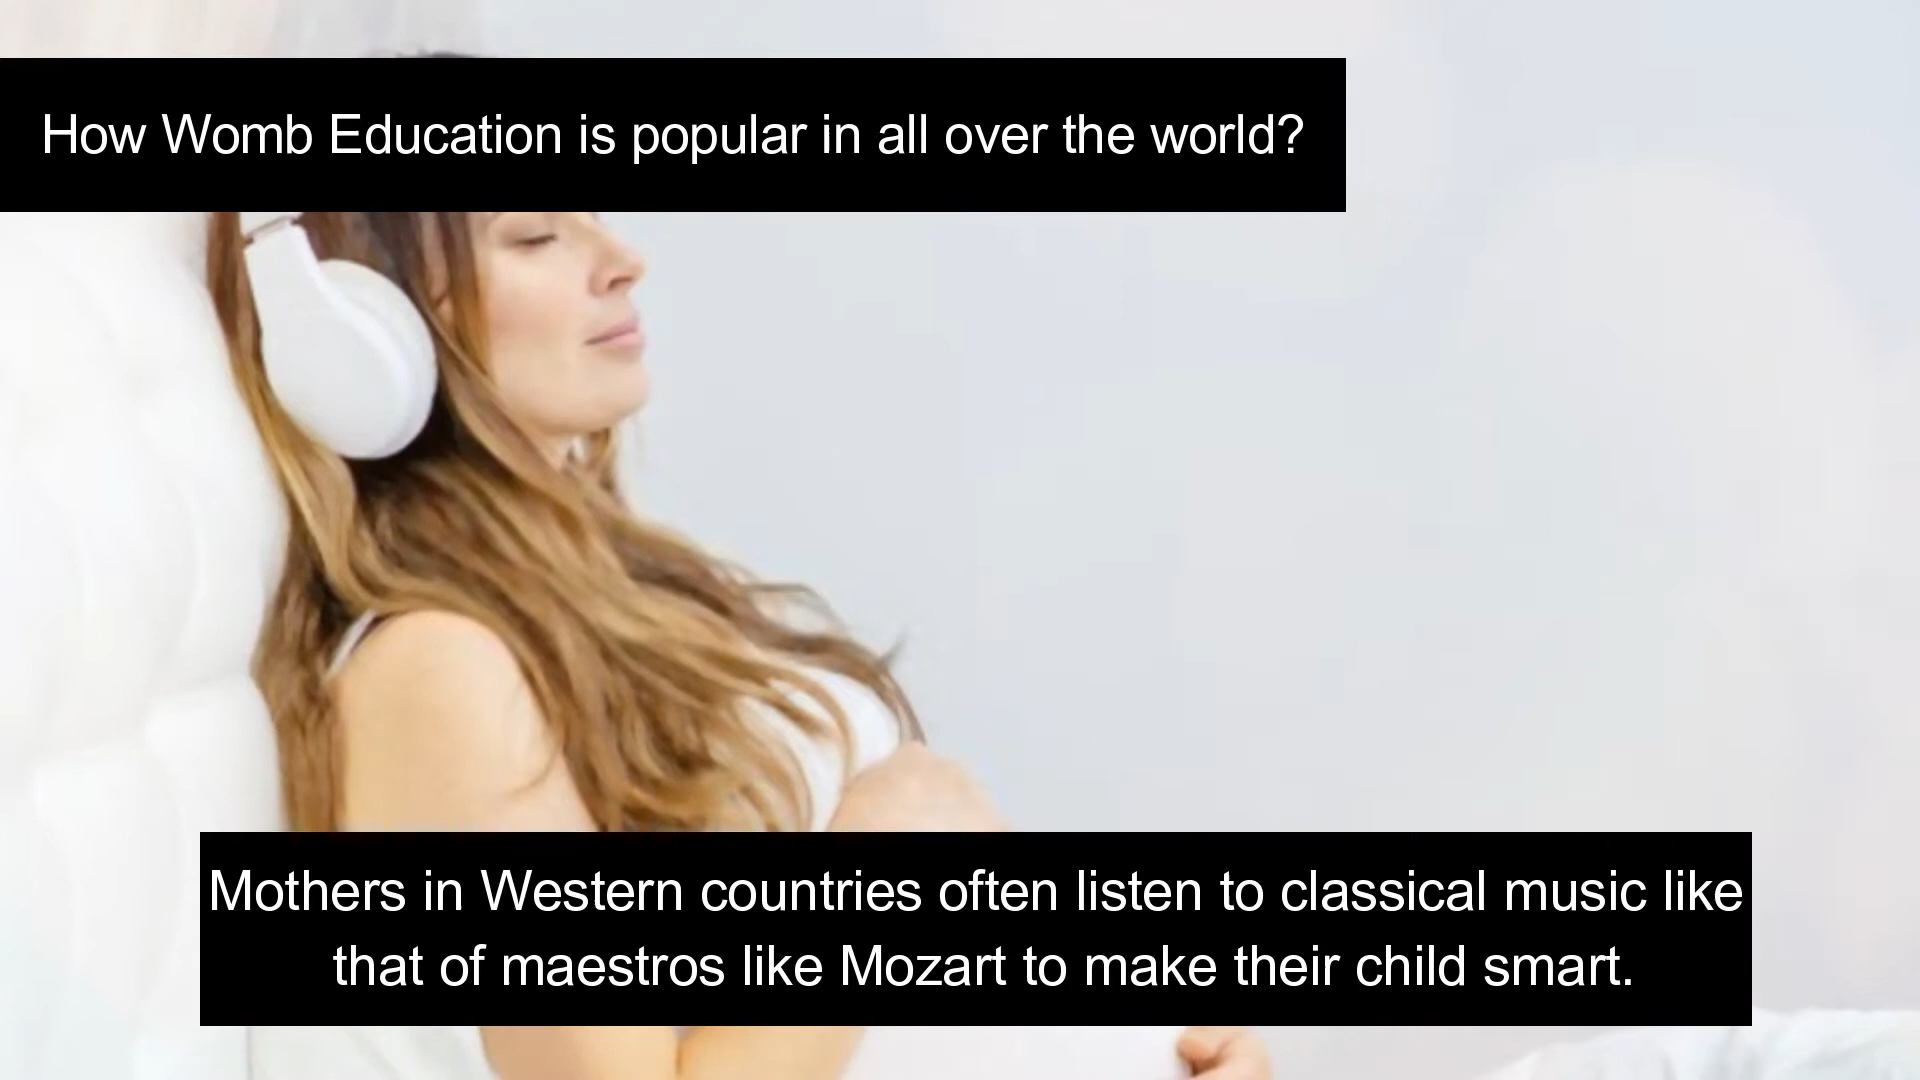 How Womb Education is popular in all over the world?
Mothers in Western countries often listen to classical music like
that of maestros like Mozart to make their child smart.